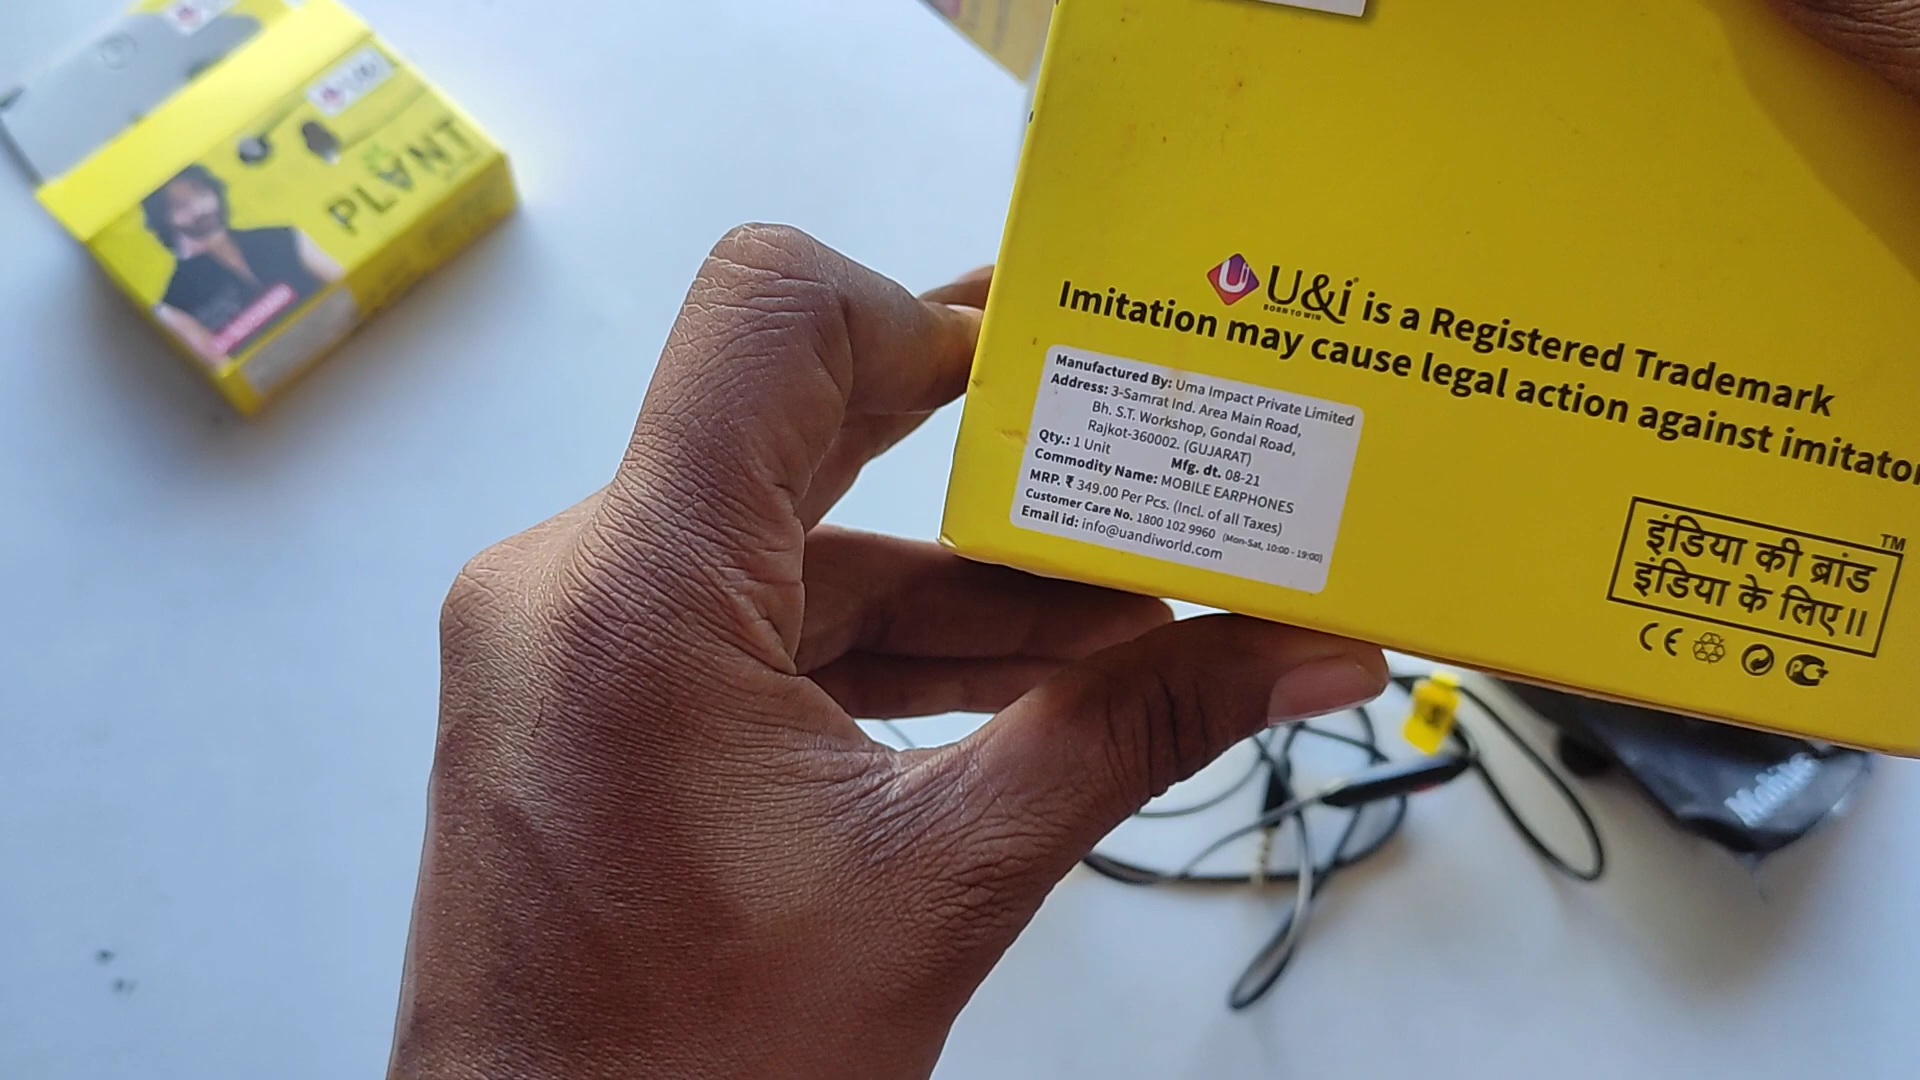 U&i
PLANT
U&i is a Registered Trademark
BORN TO WIN
Imitation may cause legal action against imitator
Manufactured By: Uma Impact Private Limited
Address: 3-Samrat Ind. Area Main Road,
Bh. S.T. Workshop, Gondal Road,
Rajkot-360002. (GUJARAT)
Qty.: 1 Unit Mfg. dt. 08-21
Commodity Name: MOBILE EARPHONES
MRP. ₹ 349.00 Per Pcs. (Incl. of all Taxes)
Customer Care No. 1800 102 9960 (Mon-Sat, 10:00 - 19:00)
Email id: info@uandiworld.com
इंडिया की ब्रांड TM
इंडिया के लिए॥
CE
Mobile